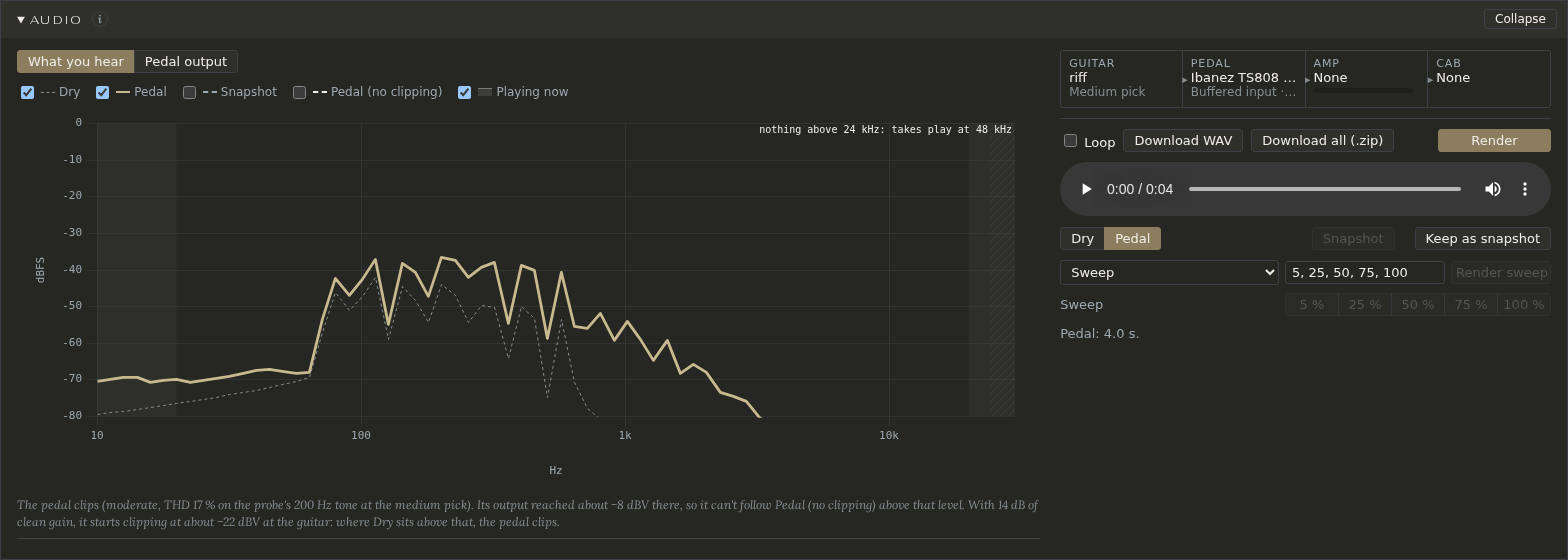 ▼ AUDIO i
Collapse
What you hear
Pedal output
Dry
Pedal
Snapshot
Pedal (no clipping)
Playing now
nothing above 24 kHz: takes play at 48 kHz
0
-10
-20
-30
-40
-50
-60
-70
-80
dBFS
10
100
1k
10k
Hz
The pedal clips (moderate, THD 17 % on the probe's 200 Hz tone at the medium pick). Its output reached about −8 dBV there, so it can't follow Pedal (no clipping) above that level. With 14 dB of
clean gain, it starts clipping at about −22 dBV at the guitar: where Dry sits above that, the pedal clips.
GUITAR
riff
Medium pick
PEDAL
Ibanez TS808 ...
Buffered input ·...
AMP
None
CAB
None
Loop
Download WAV
Download all (.zip)
Render
0:00 / 0:04
Dry
Pedal
Snapshot
Keep as snapshot
Sweep
5, 25, 50, 75, 100
Render sweep
Sweep
5 %
25 %
50 %
75 %
100 %
Pedal: 4.0 s.